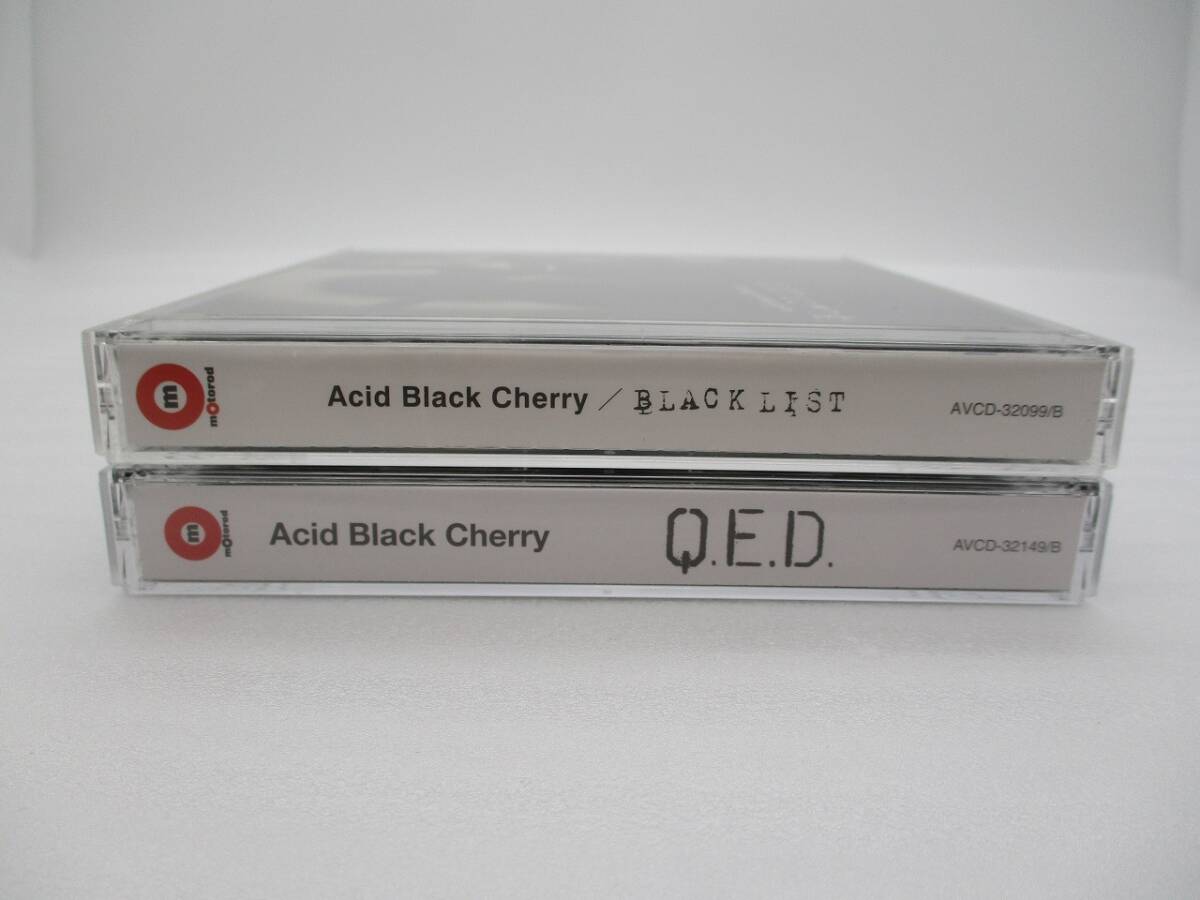 m
motorod
Acid Black Cherry / BLACK LIST
AVCD-32099/B
m
motorod
Acid Black Cherry
Q.E.D.
AVCD-32149/B